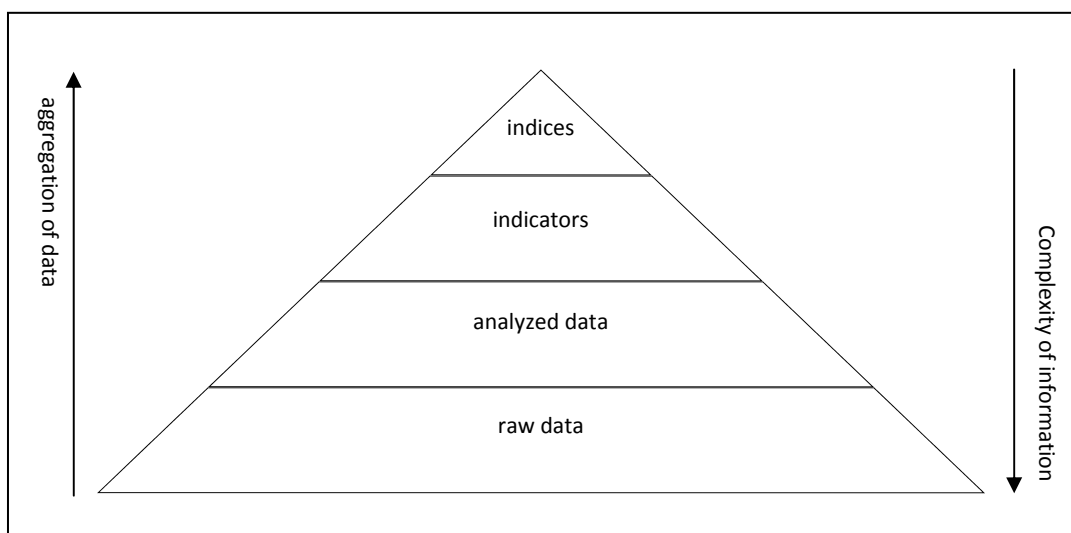 aggregation of data
indices
indicators
analyzed data
raw data
Complexity of information